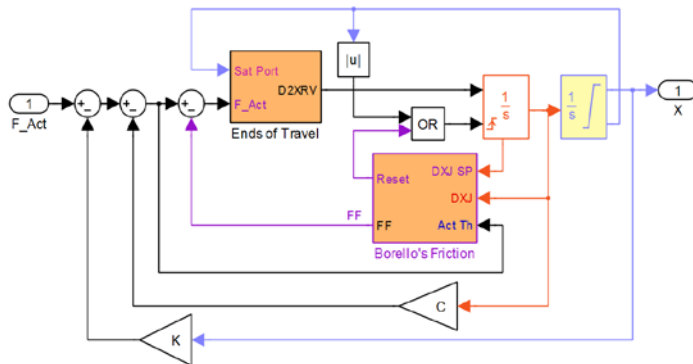 |u|
Sat Port
D2XRV
F_Act
Ends of Travel
1
F_Act
+
−
+
−
+
−
OR
1
s
1
s
1
X
Reset
DXJ SP
DXJ
FF
FF
Act Th
Borello's Friction
C
K